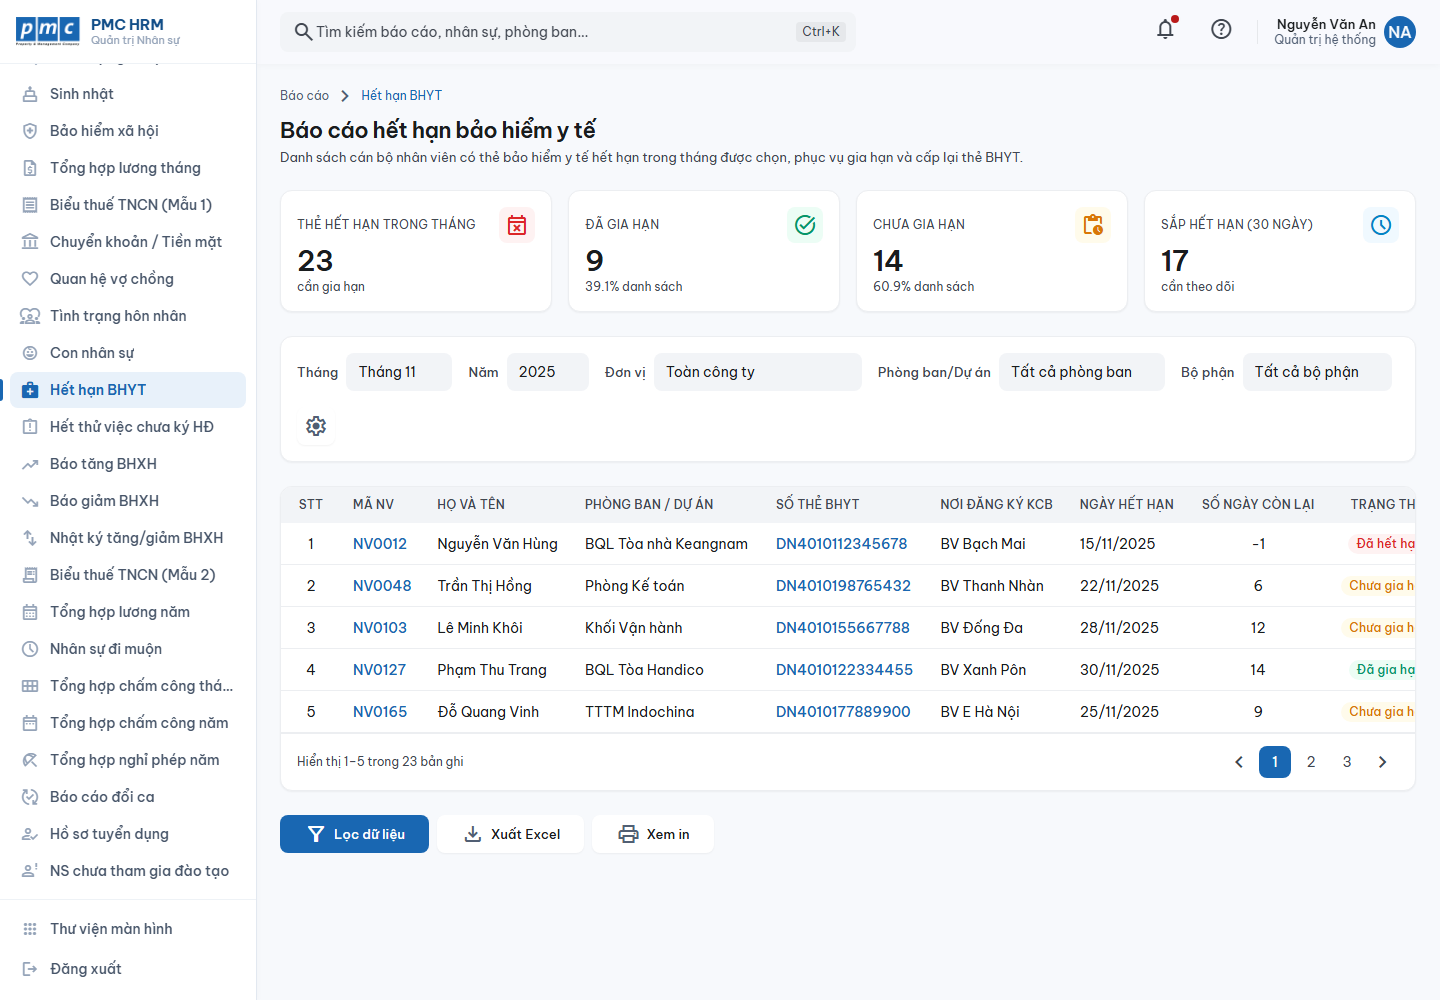 pmc
PMC HRM
Quản trị Nhân sự
Sinh nhật
Bảo hiểm xã hội
Tổng hợp lương tháng
Biểu thuế TNCN (Mẫu 1)
Chuyển khoản / Tiền mặt
Quan hệ vợ chồng
Tình trạng hôn nhân
Con nhân sự
Hết hạn BHYT
Hết thử việc chưa ký HĐ
Báo tăng BHXH
Báo giảm BHXH
Nhật ký tăng/giảm BHXH
Biểu thuế TNCN (Mẫu 2)
Tổng hợp lương năm
Nhân sự đi muộn
Tổng hợp chấm công thá...
Tổng hợp chấm công năm
Tổng hợp nghỉ phép năm
Báo cáo đổi ca
Hồ sơ tuyển dụng
NS chưa tham gia đào tạo
Thư viện màn hình
Đăng xuất
Tìm kiếm báo cáo, nhân sự, phòng ban... Ctrl+K
Nguyễn Văn An
Quản trị hệ thống
NA
Báo cáo Hết hạn BHYT
Báo cáo hết hạn bảo hiểm y tế
Danh sách cán bộ nhân viên có thẻ bảo hiểm y tế hết hạn trong tháng được chọn, phục vụ gia hạn và cấp lại thẻ BHYT.
THẺ HẾT HẠN TRONG THÁNG
23
cần gia hạn
ĐÃ GIA HẠN
9
39.1% danh sách
CHƯA GIA HẠN
14
60.9% danh sách
SẮP HẾT HẠN (30 NGÀY)
17
cần theo dõi
Tháng Tháng 11 Năm 2025 Đơn vị Toàn công ty Phòng ban/Dự án Tất cả phòng ban Bộ phận Tất cả bộ phận
STT MÃ NV HỌ VÀ TÊN PHÒNG BAN / DỰ ÁN SỐ THẺ BHYT NƠI ĐĂNG KÝ KCB NGÀY HẾT HẠN SỐ NGÀY CÒN LẠI TRẠNG TH
1 NV0012 Nguyễn Văn Hùng BQL Tòa nhà Keangnam DN4010112345678 BV Bạch Mai 15/11/2025 -1 Đã hết hạ
2 NV0048 Trần Thị Hồng Phòng Kế toán DN4010198765432 BV Thanh Nhàn 22/11/2025 6 Chưa gia h
3 NV0103 Lê Minh Khôi Khối Vận hành DN4010155667788 BV Đống Đa 28/11/2025 12 Chưa gia h
4 NV0127 Phạm Thu Trang BQL Tòa Handico DN4010122334455 BV Xanh Pôn 30/11/2025 14 Đã gia hạ
5 NV0165 Đỗ Quang Vinh TTTM Indochina DN4010177889900 BV E Hà Nội 25/11/2025 9 Chưa gia h
Hiển thị 1–5 trong 23 bản ghi
1 2 3
Lọc dữ liệu Xuất Excel Xem in